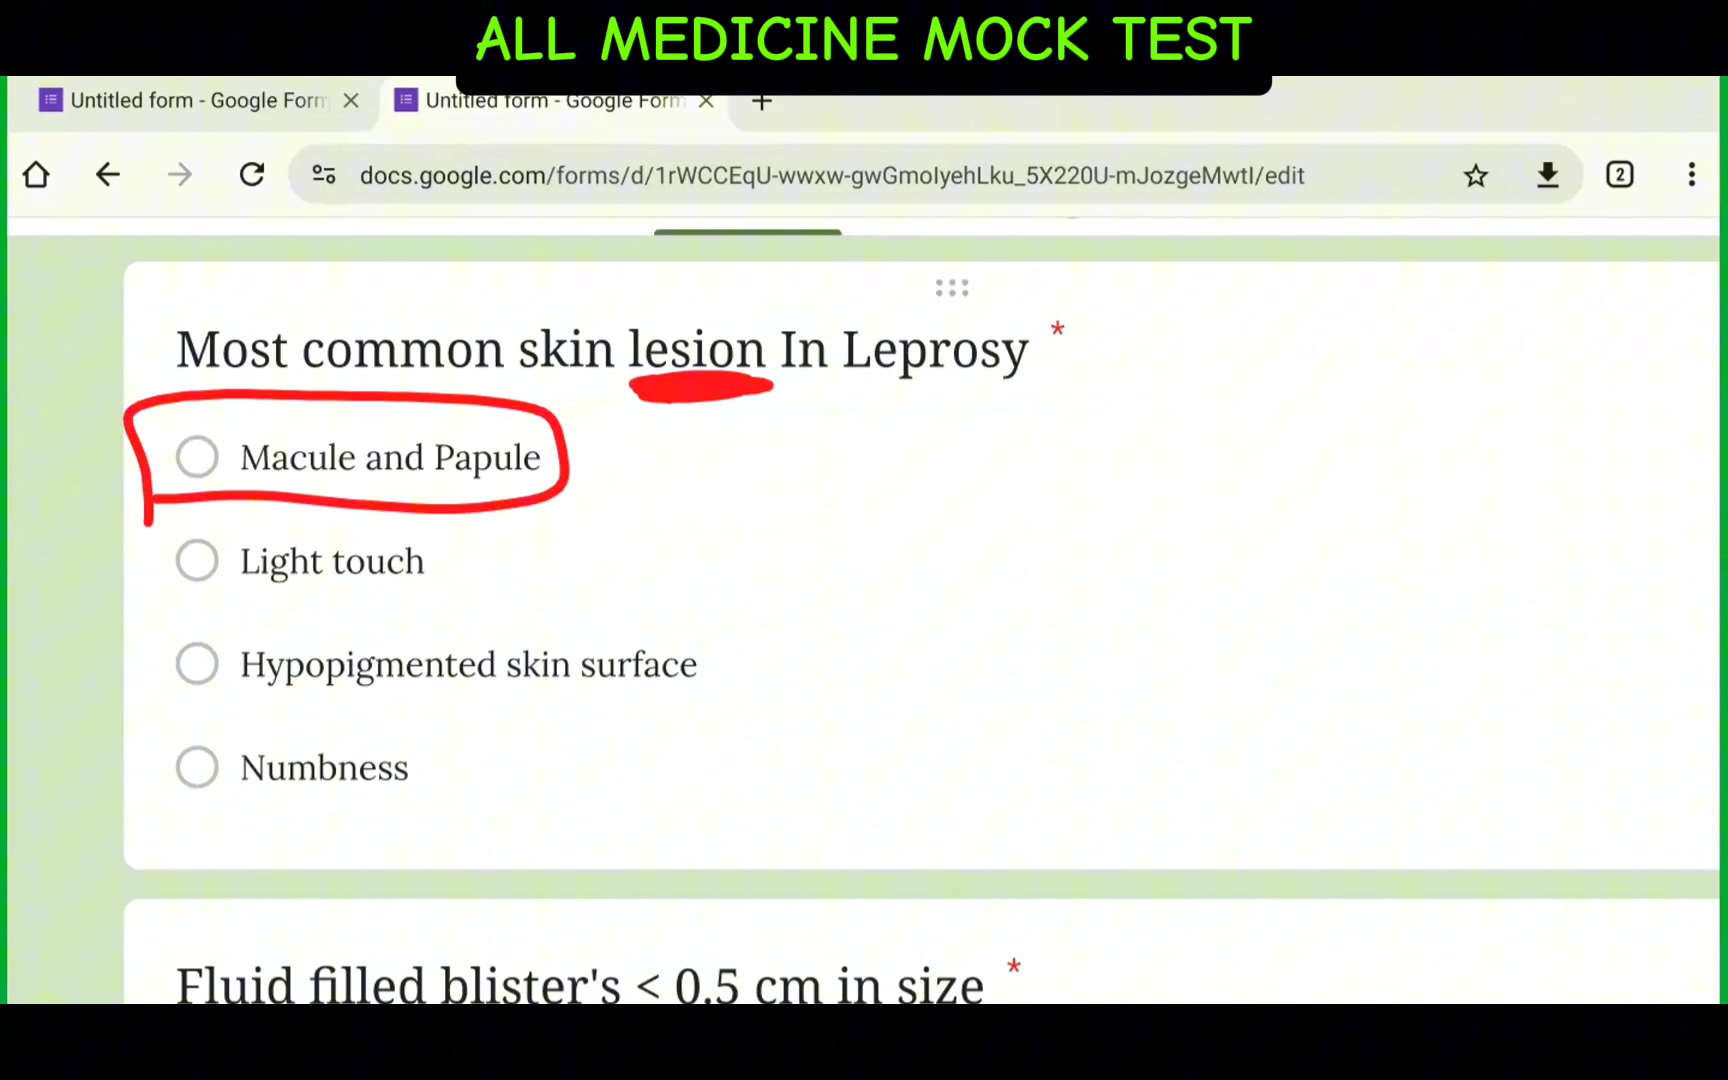 ALL MEDICINE MOCK TEST
Untitled form - Google Form
Untitled form - Google Form
docs.google.com/forms/d/1rWCCEqU-wwxw-gwGmoIyehLku_5X220U-mJozgeMwtI/edit
2
Most common skin lesion In Leprosy *
Macule and Papule
Light touch
Hypopigmented skin surface
Numbness
Fluid filled blister's < 0.5 cm in size *